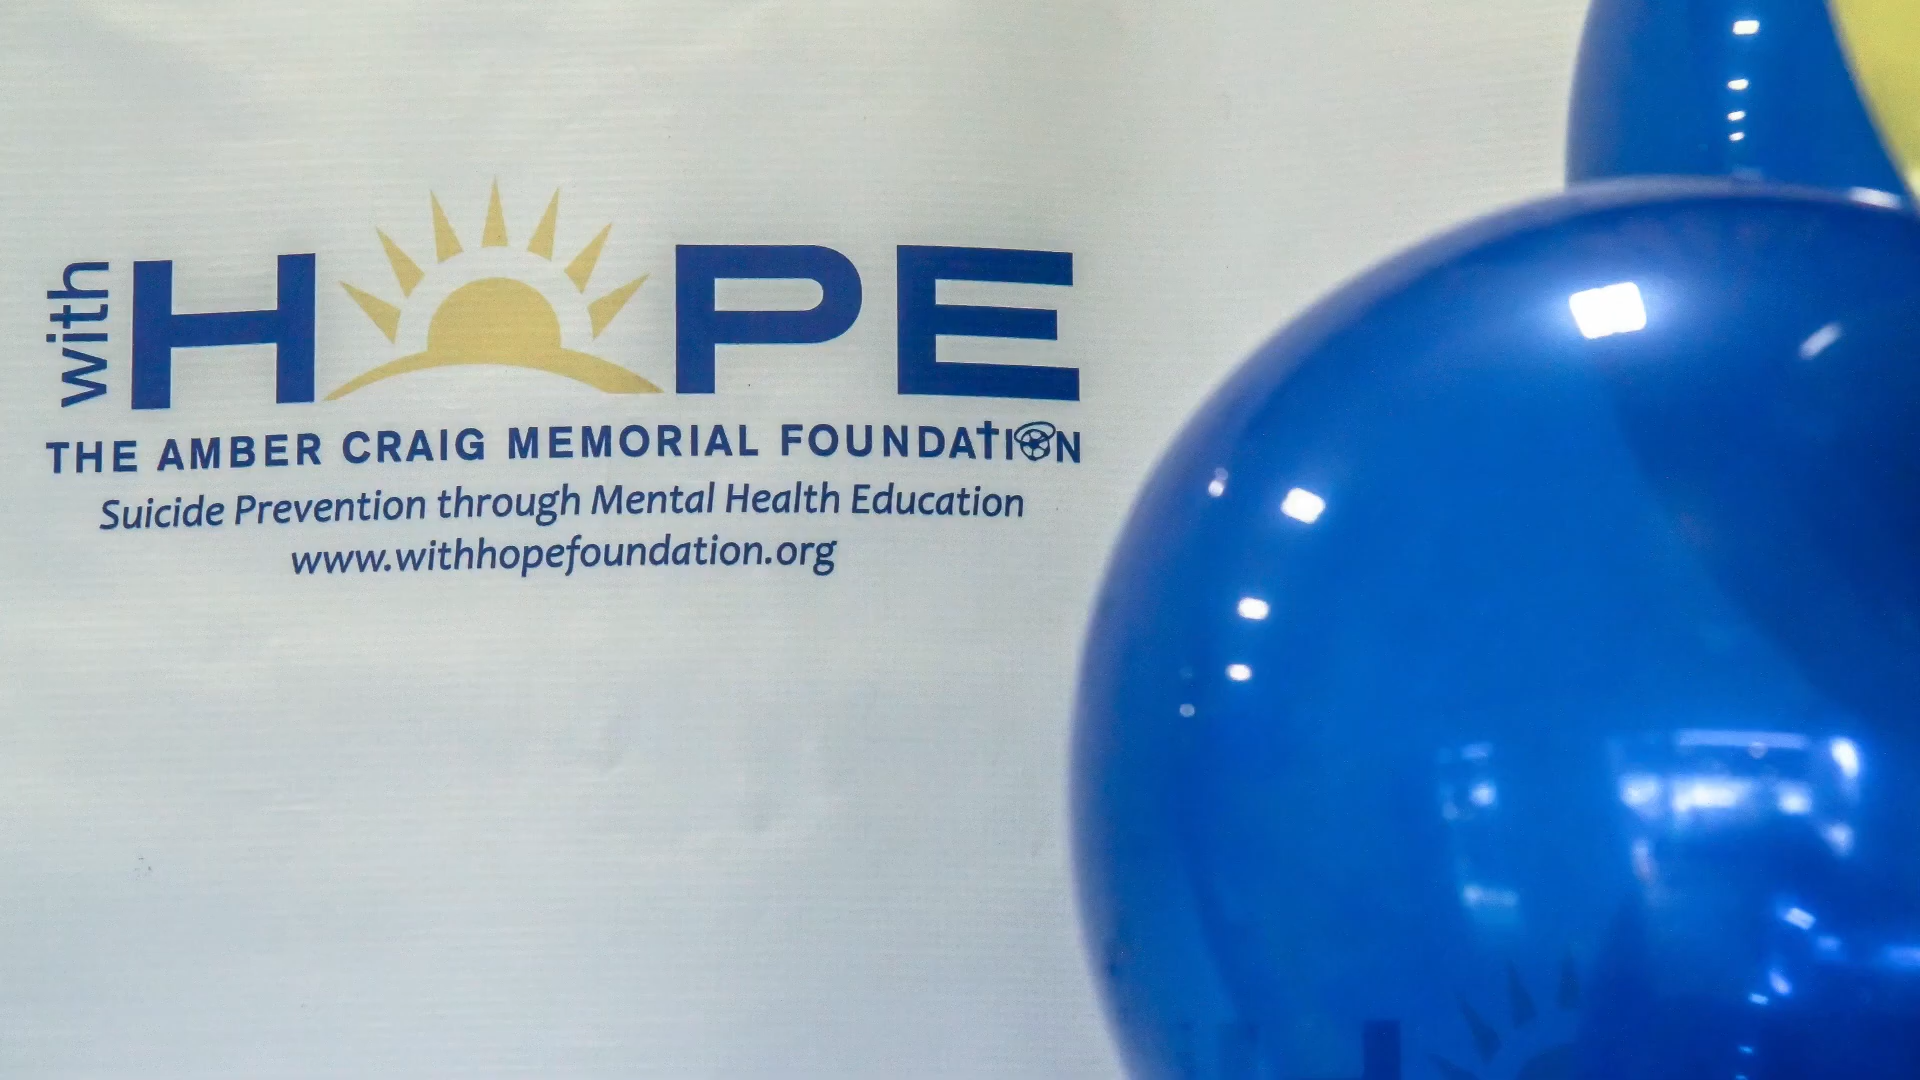 with HOPE
THE AMBER CRAIG MEMORIAL FOUNDATION
Suicide Prevention through Mental Health Education
www.withhopefoundation.org